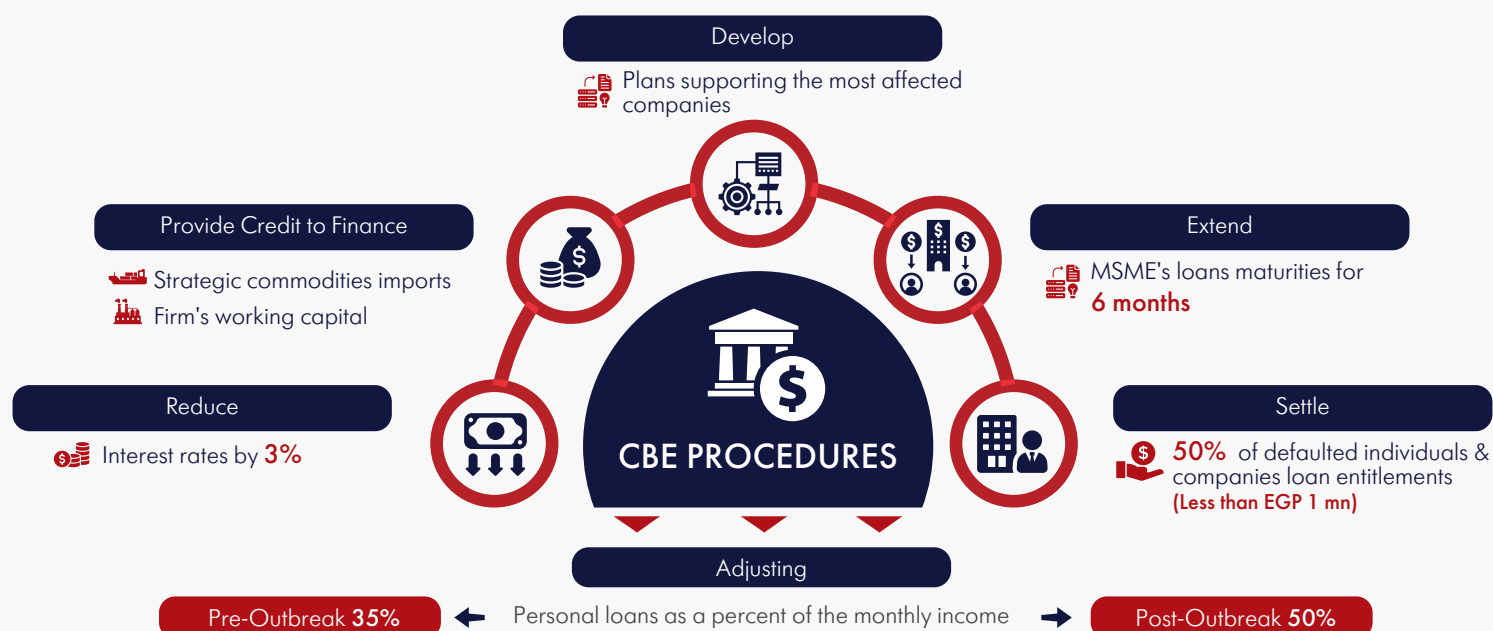 Develop
Plans supporting the most affected
companies
Provide Credit to Finance
Strategic commodities imports
Firm's working capital
Extend
MSME's loans maturities for
6 months
Reduce
Interest rates by 3%
CBE PROCEDURES
Settle
50% of defaulted individuals &
companies loan entitlements
(Less than EGP 1 mn)
Adjusting
Pre-Outbreak 35%
Personal loans as a percent of the monthly income
Post-Outbreak 50%